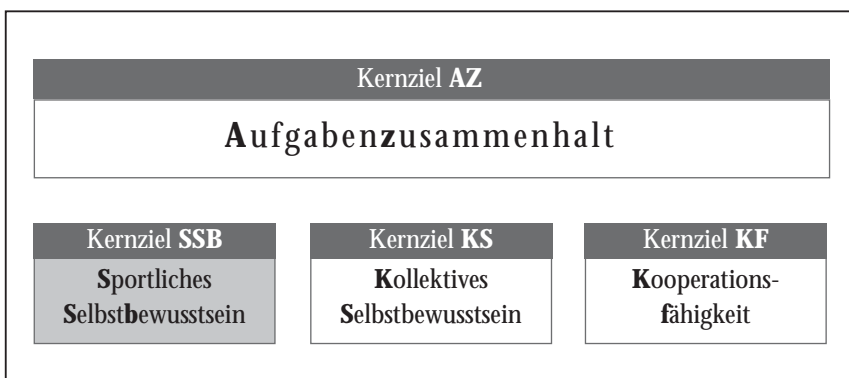 Kernziel AZ
Aufgabenzusammenhalt
Kernziel SSB
Sportliches
Selbstbewusstsein
Kernziel KS
Kollektives
Selbstbewusstsein
Kernziel KF
Kooperations-
fähigkeit